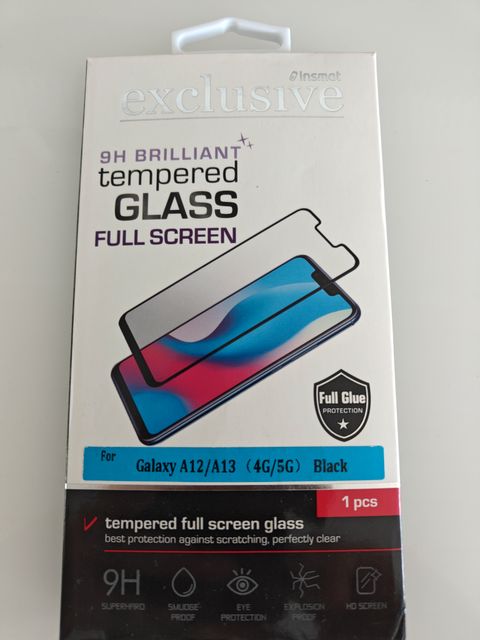 insmat
exclusive
9H BRILLIANT
tempered
GLASS
FULL SCREEN
Full Glue
PROTECTION
For
Galaxy A12/A13 (4G/5G) Black
1 pcs
tempered full screen glass
best protection against scratching, perfectly clear
9H
SUPERHARD
SMUDGE-
PROOF
EYE
PROTECTION
EXPLOSION
PROOF
HD SCREEN